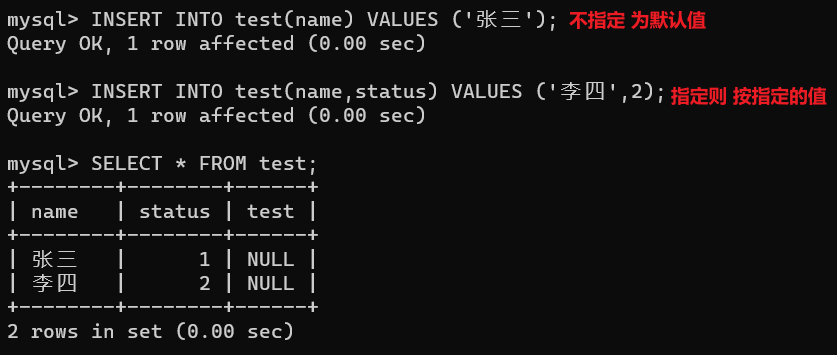 mysql> INSERT INTO test(name) VALUES ('张三'); 不指定 为默认值
Query OK, 1 row affected (0.00 sec)
mysql> INSERT INTO test(name,status) VALUES ('李四',2); 指定则 按指定的值
Query OK, 1 row affected (0.00 sec)
mysql> SELECT * FROM test;
+--------+--------+------+
| name   | status | test |
+--------+--------+------+
| 张三   |      1 | NULL |
| 李四   |      2 | NULL |
+--------+--------+------+
2 rows in set (0.00 sec)